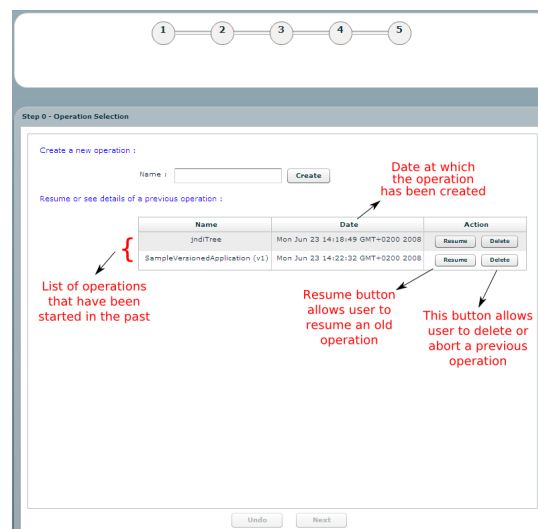 1 2 3 4 5
Step 0 - Operation Selection
Create a new operation :
Name : Create
Date at which
the operation
has been created
Resume or see details of a previous operation :
Name Date Action
jndiTree Mon Jun 23 14:18:49 GMT+0200 2008 Resume Delete
SampleVersionedApplication (v1) Mon Jun 23 14:22:32 GMT+0200 2008 Resume Delete
List of operations
that have been
started in the past
Resume button
allows user to
resume an old
operation
This button allows
user to delete or
abort a previous
operation
Undo Next